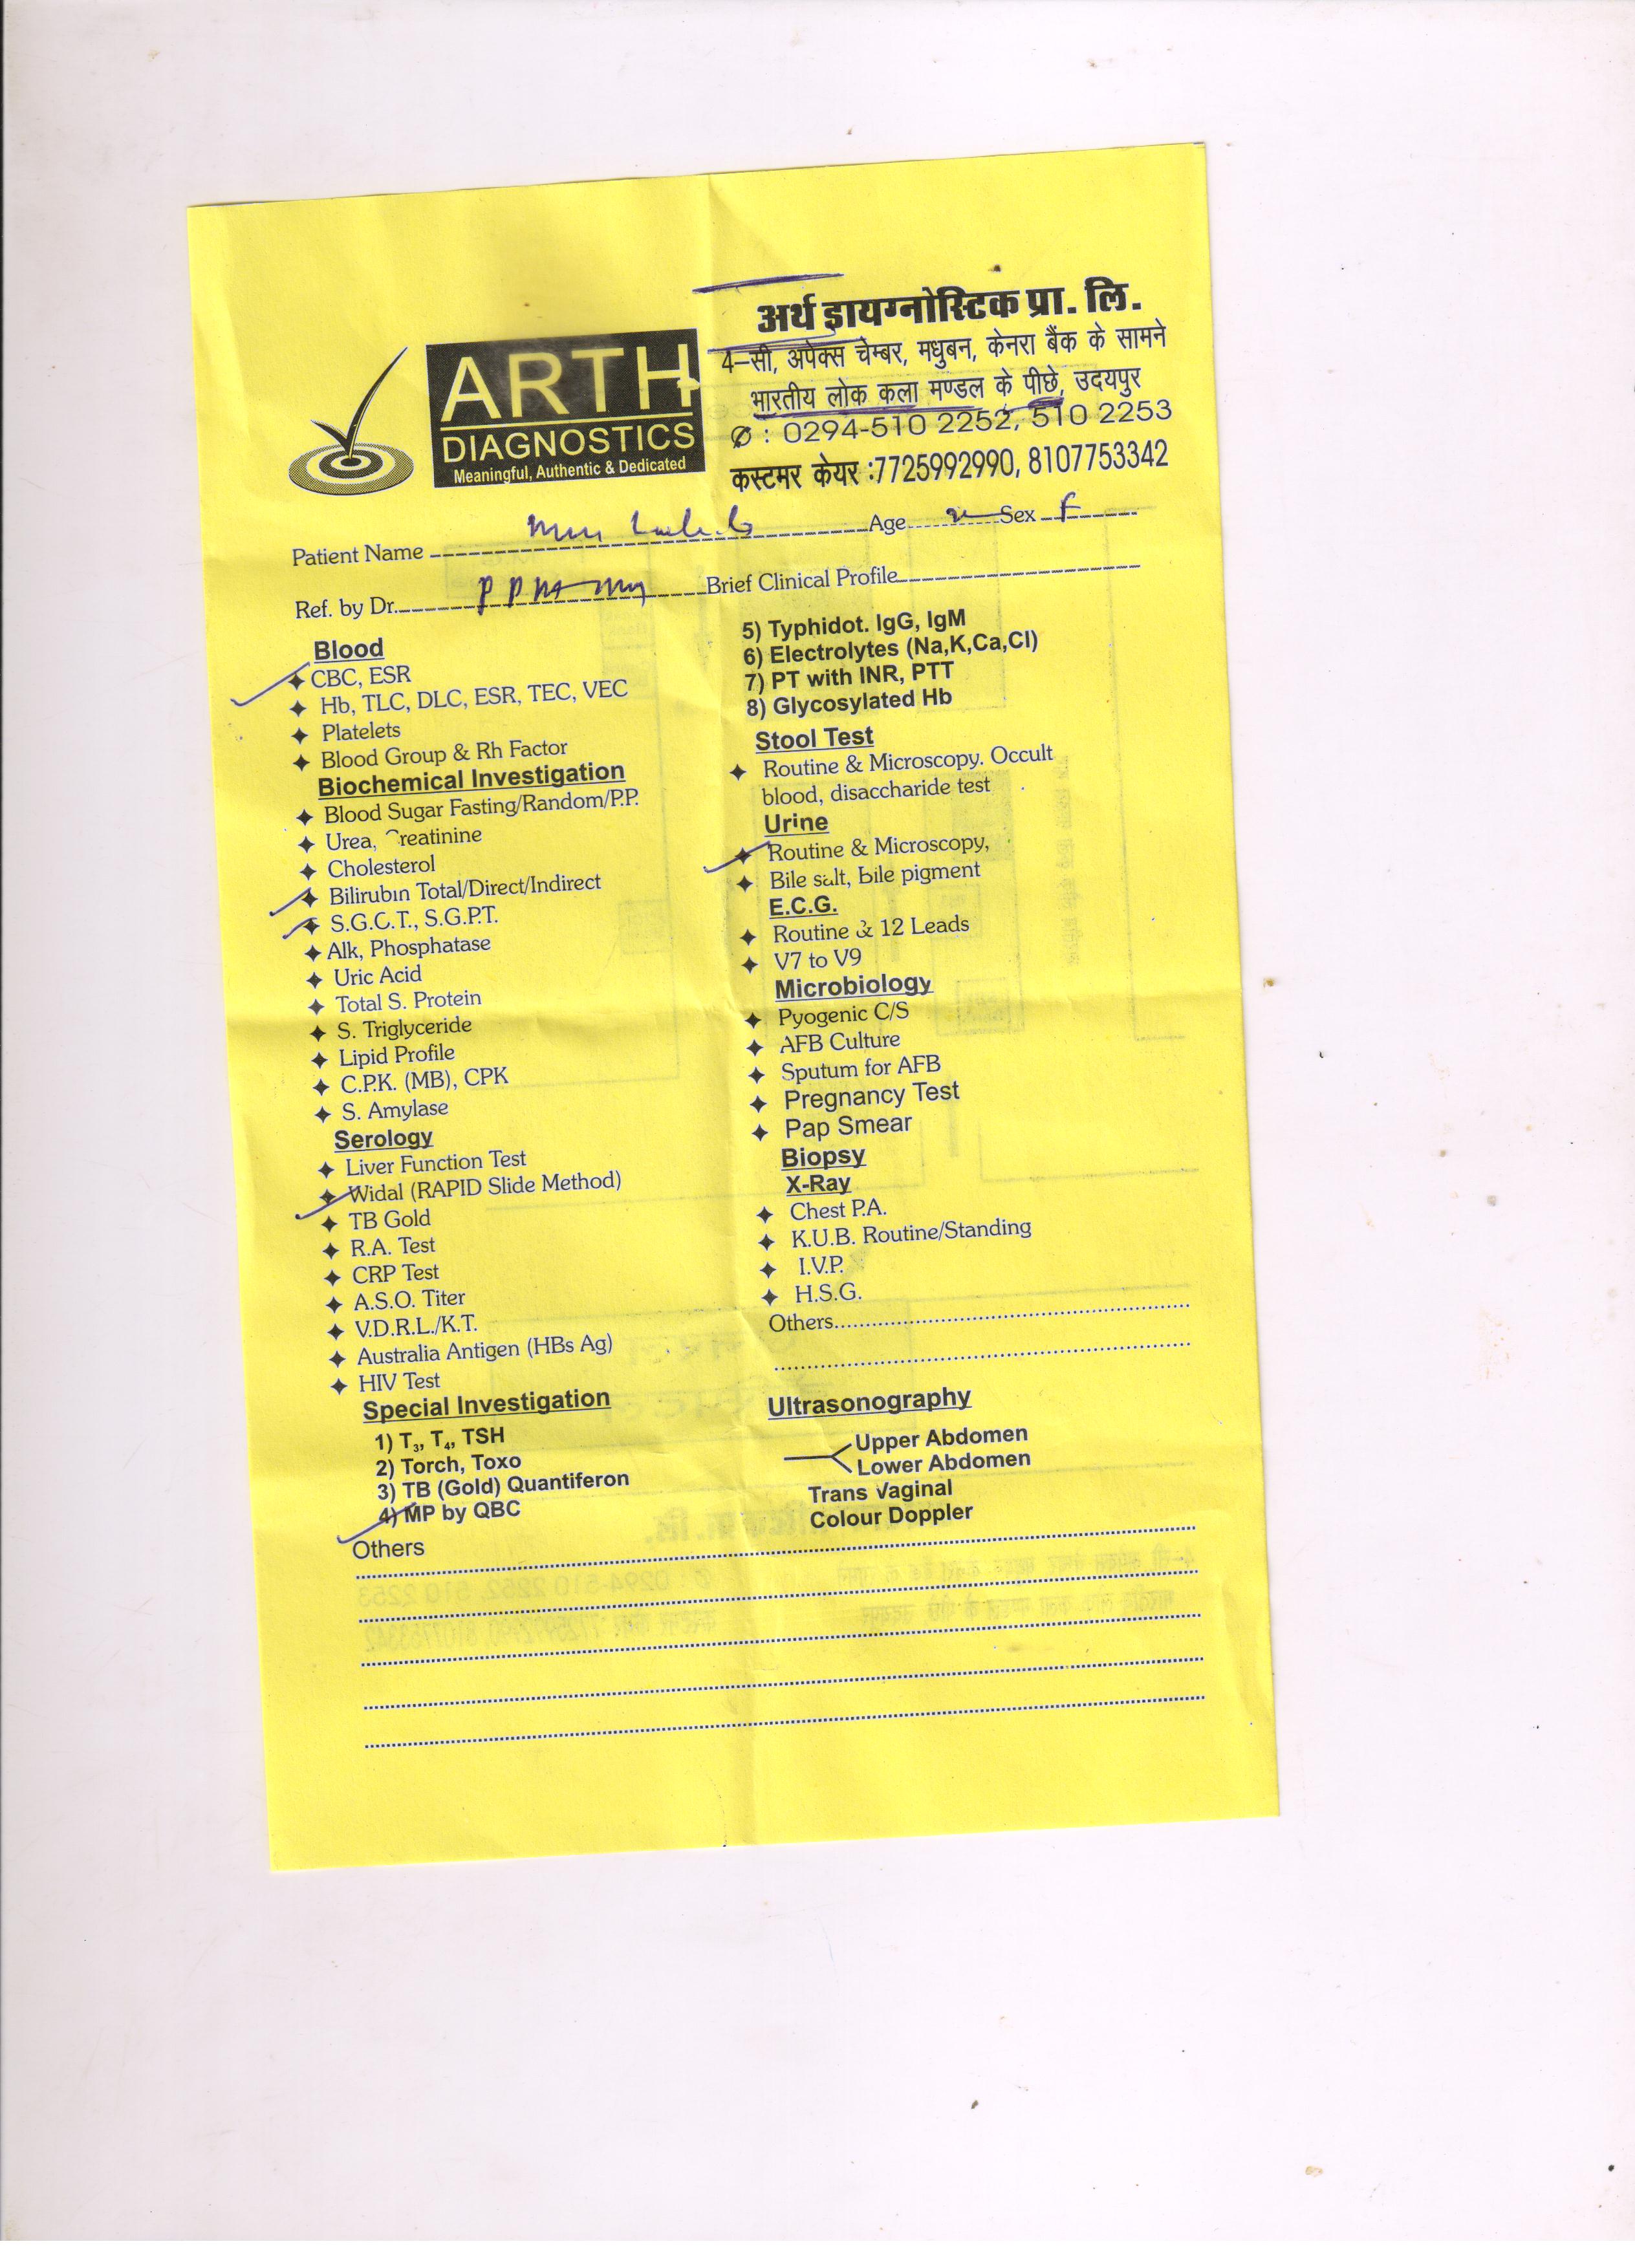 अर्थ डायग्नोस्टिक प्रा. लि.
4–सी, अपेक्स चेम्बर, मधुबन, केनरा बैंक के सामने
भारतीय लोक कला मण्डल के पीछे, उदयपुर
: 0294-510 2252, 510 2253
कस्टमर केयर :7725992990, 8107753342
ARTH
DIAGNOSTICS
Meaningful, Authentic & Dedicated
Patient Name Age Sex F
Ref. by Dr. Brief Clinical Profile
Blood
CBC, ESR
Hb, TLC, DLC, ESR, TEC, VEC
Platelets
Blood Group & Rh Factor
Biochemical Investigation
Blood Sugar Fasting/Random/P.P.
Urea, Creatinine
Cholesterol
Bilirubin Total/Direct/Indirect
S.G.O.T., S.G.P.T.
Alk, Phosphatase
Uric Acid
Total S. Protein
S. Triglyceride
Lipid Profile
C.P.K. (MB), CPK
S. Amylase
Serology
Liver Function Test
Widal (RAPID Slide Method)
TB Gold
R.A. Test
CRP Test
A.S.O. Titer
V.D.R.L./K.T.
Australia Antigen (HBs Ag)
HIV Test
Special Investigation
1) T3, T4, TSH
2) Torch, Toxo
3) TB (Gold) Quantiferon
4) MP by QBC
5) Typhidot. IgG, IgM
6) Electrolytes (Na,K,Ca,Cl)
7) PT with INR, PTT
8) Glycosylated Hb
Stool Test
Routine & Microscopy. Occult
blood, disaccharide test
Urine
Routine & Microscopy,
Bile salt, bile pigment
E.C.G.
Routine & 12 Leads
V7 to V9
Microbiology
Pyogenic C/S
AFB Culture
Sputum for AFB
Pregnancy Test
Pap Smear
Biopsy
X-Ray
Chest P.A.
K.U.B. Routine/Standing
I.V.P.
H.S.G.
Others
Ultrasonography
Upper Abdomen
Lower Abdomen
Trans Vaginal
Colour Doppler
Others